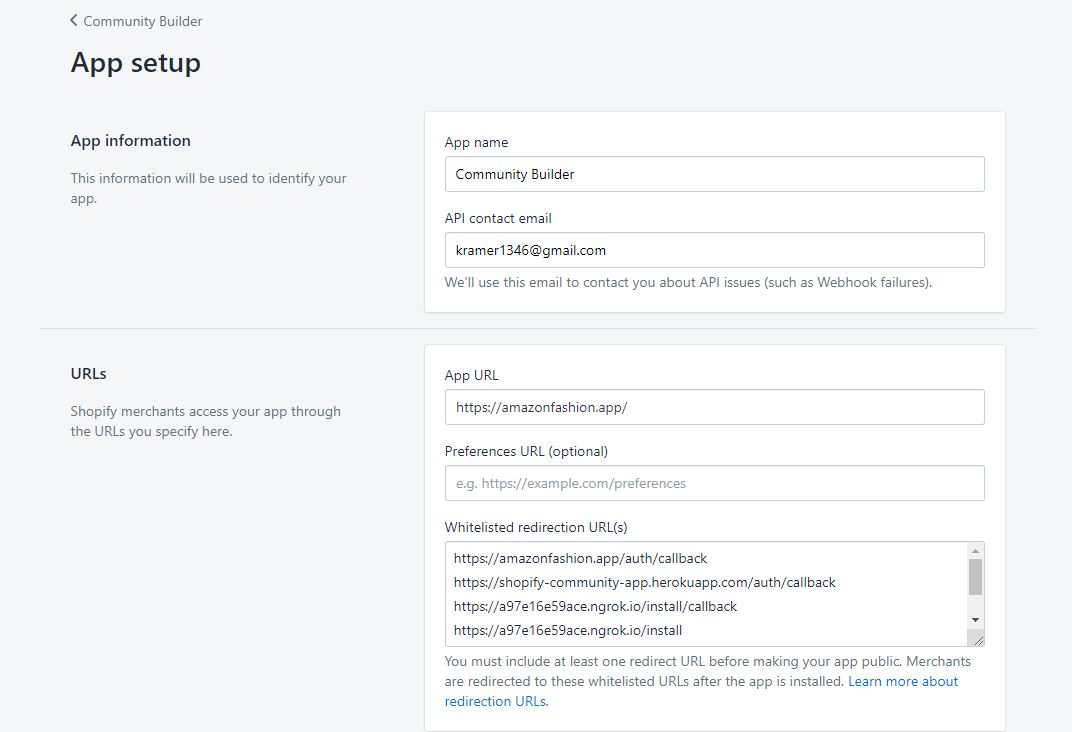 Community Builder
App setup
App information
This information will be used to identify your
app.
App name
Community Builder
API contact email
kramer1346@gmail.com
We'll use this email to contact you about API issues (such as Webhook failures).
URLs
Shopify merchants access your app through
the URLs you specify here.
App URL
https://amazonfashion.app/
Preferences URL (optional)
e.g. https://example.com/preferences
Whitelisted redirection URL(s)
https://amazonfashion.app/auth/callback
https://shopify-community-app.herokuapp.com/auth/callback
https://a97e16e59ace.ngrok.io/install/callback
https://a97e16e59ace.ngrok.io/install
You must include at least one redirect URL before making your app public. Merchants
are redirected to these whitelisted URLs after the app is installed. Learn more about
redirection URLs.